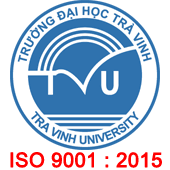 TRƯỜNG ĐẠI HỌC TRÀ VINH
TVU
TRA VINH UNIVERSITY
ISO 9001 : 2015